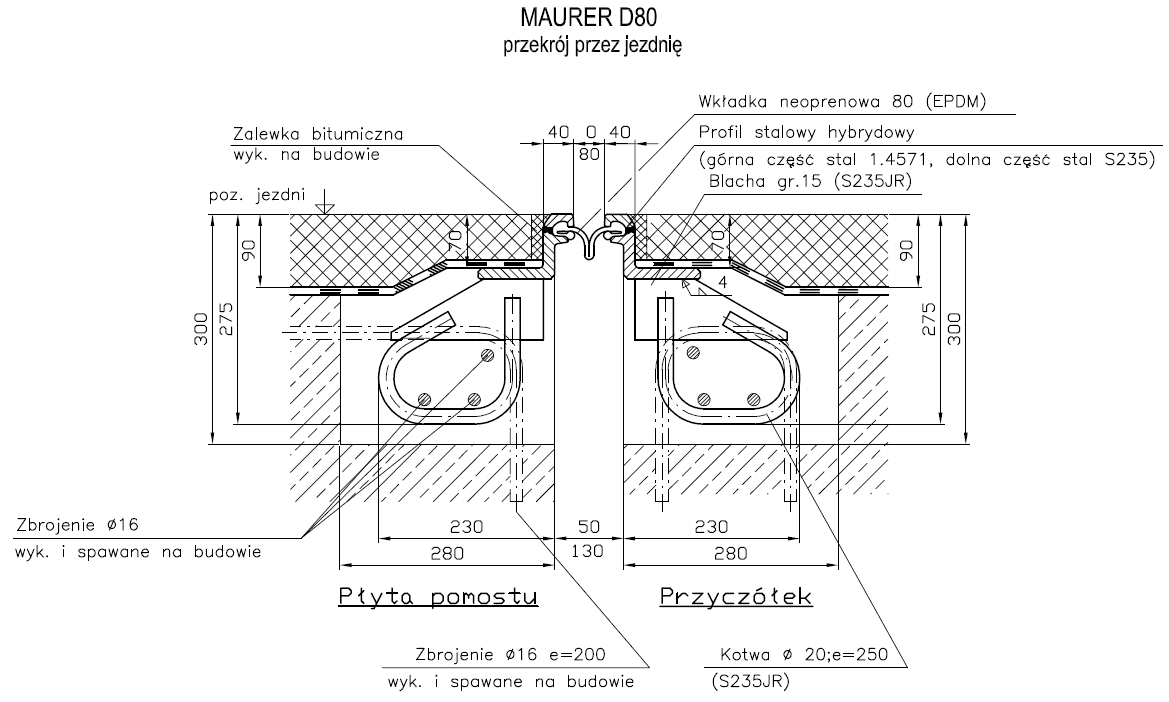 MAURER D80
przekrój przez jezdnię
Wkładka neoprenowa 80 (EPDM)
Zalewka bitumiczna
wyk. na budowie
40 0 40
80
Profil stalowy hybrydowy
(górna część stal 1.4571, dolna część stal S235)
Blacha gr.15 (S235JR)
poz. jezdni
90
70
70
90
4
300
275
275
300
Zbrojenie ø16
wyk. i spawane na budowie
230
50
230
280
130
280
Płyta pomostu
Przyczółek
Zbrojenie ø16 e=200
wyk. i spawane na budowie
Kotwa ø 20;e=250
(S235JR)